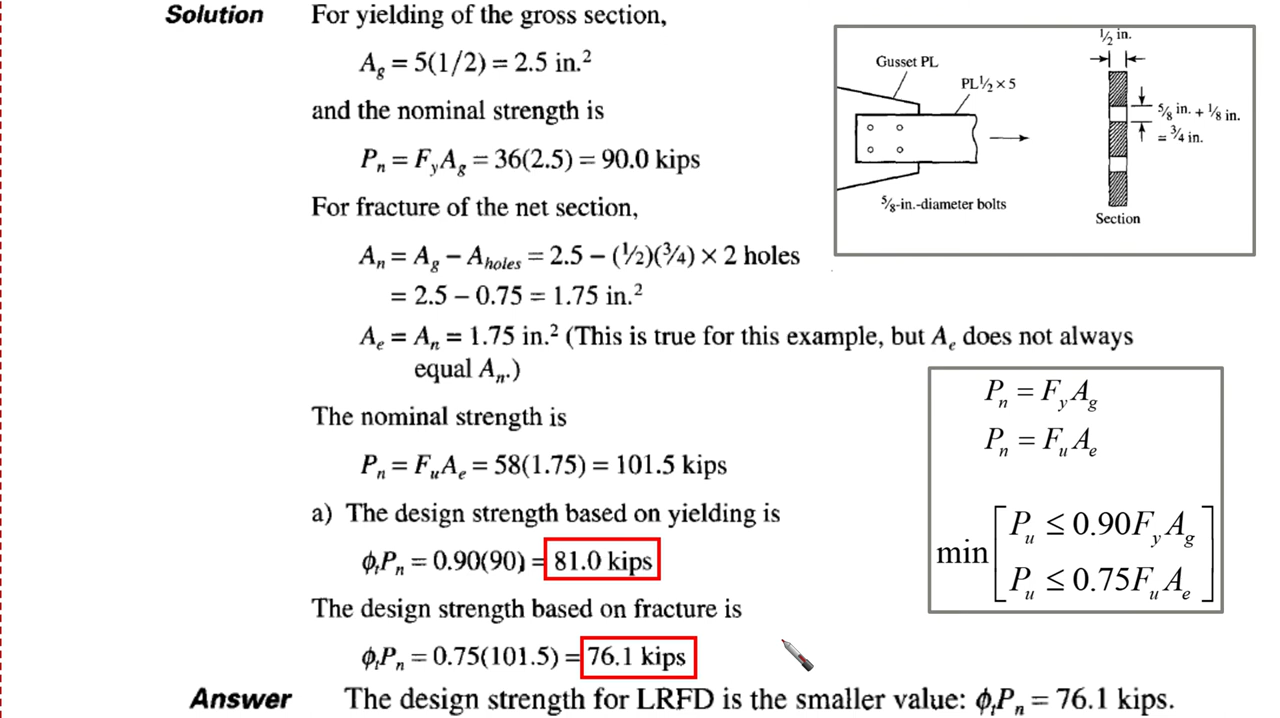 Solution For yielding of the gross section,
A_g = 5(1/2) = 2.5 in.²
and the nominal strength is
P_n = F_yA_g = 36(2.5) = 90.0 kips
For fracture of the net section,
A_n = A_g − A_holes = 2.5 − (½)(¾) × 2 holes
= 2.5 − 0.75 = 1.75 in.²
A_e = A_n = 1.75 in.² (This is true for this example, but A_e does not always
equal A_n.)
The nominal strength is
P_n = F_uA_e = 58(1.75) = 101.5 kips
a) The design strength based on yielding is
ϕ_tP_n = 0.90(90) = 81.0 kips
The design strength based on fracture is
ϕ_tP_n = 0.75(101.5) = 76.1 kips
Answer The design strength for LRFD is the smaller value: ϕ_tP_n = 76.1 kips.
½ in.
Gusset PL
PL½ × 5
⅝ in. + ⅛ in.
= ¾ in.
⅝-in.-diameter bolts
Section
P_n = F_yA_g
P_n = F_uA_e
min
P_u ≤ 0.90F_yA_g
P_u ≤ 0.75F_uA_e